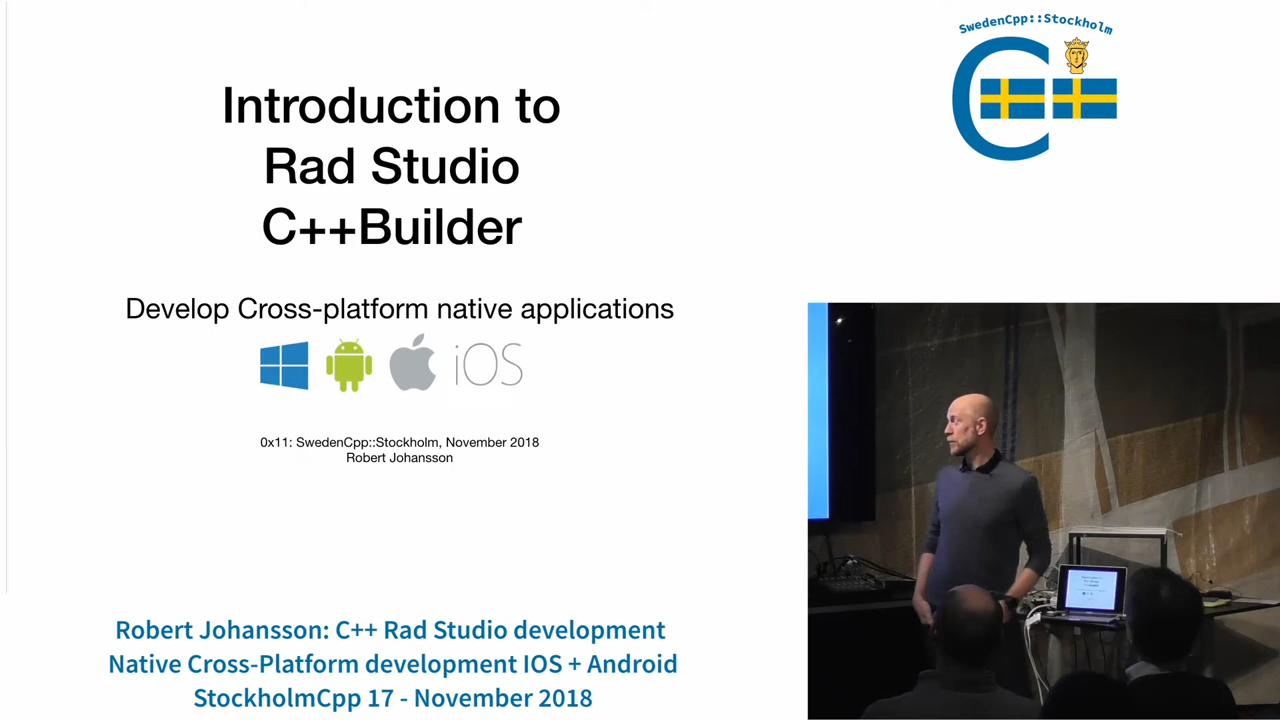 Introduction to
Rad Studio
C++Builder
Develop Cross-platform native applications
iOS
0x11: SwedenCpp::Stockholm, November 2018
Robert Johansson
SwedenCpp::Stockholm
C++
Robert Johansson: C++ Rad Studio development
Native Cross-Platform development IOS + Android
StockholmCpp 17 - November 2018